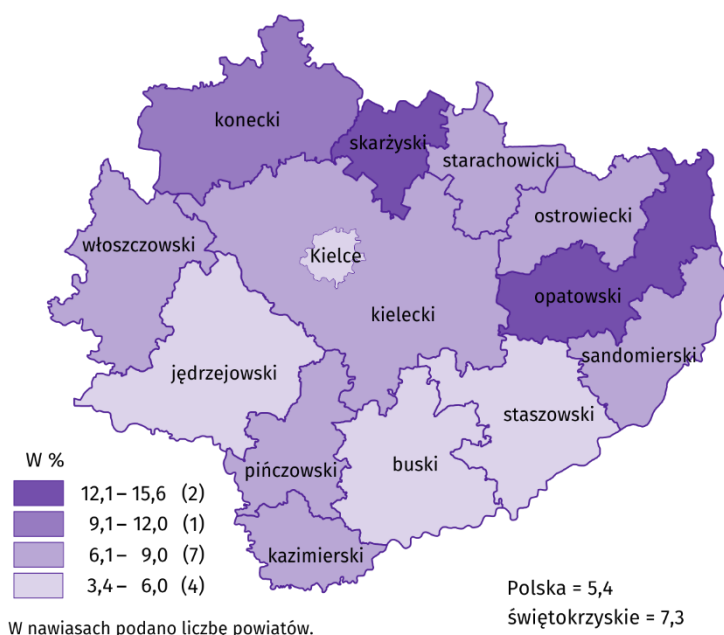 konecki
skarżyski
starachowicki
ostrowiecki
włoszczowski
Kielce
opatowski
kielecki
sandomierski
jędrzejowski
staszowski
W %
pińczowski
buski
12,1 – 15,6 (2)
9,1 – 12,0 (1)
6,1 – 9,0 (7)
kazimierski
3,4 – 6,0 (4)
Polska = 5,4
świętokrzyskie = 7,3
W nawiasach podano liczbę powiatów.